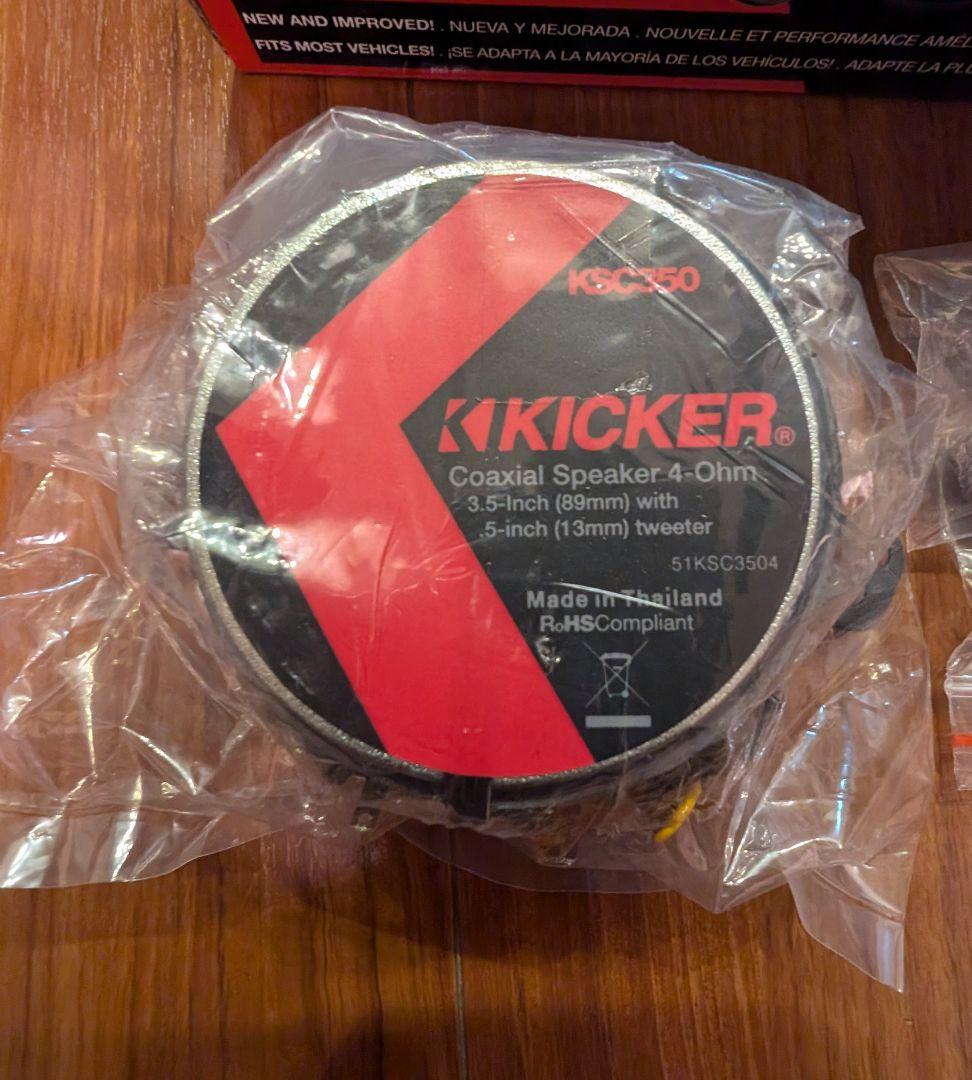 NEW AND IMPROVED! . NUEVA Y MEJORADA . NOUVELLE ET PERFORMANCE
FITS MOST VEHICLES! . ¡SE ADAPTA A LA MAYORÍA DE LOS VEHÍCULOS! . ADAPTE LA
KSC350
KICKER®
Coaxial Speaker 4-Ohm
3.5-Inch (89mm) with
.5-inch (13mm) tweeter
51KSC3504
Made in Thailand
RoHSCompliant